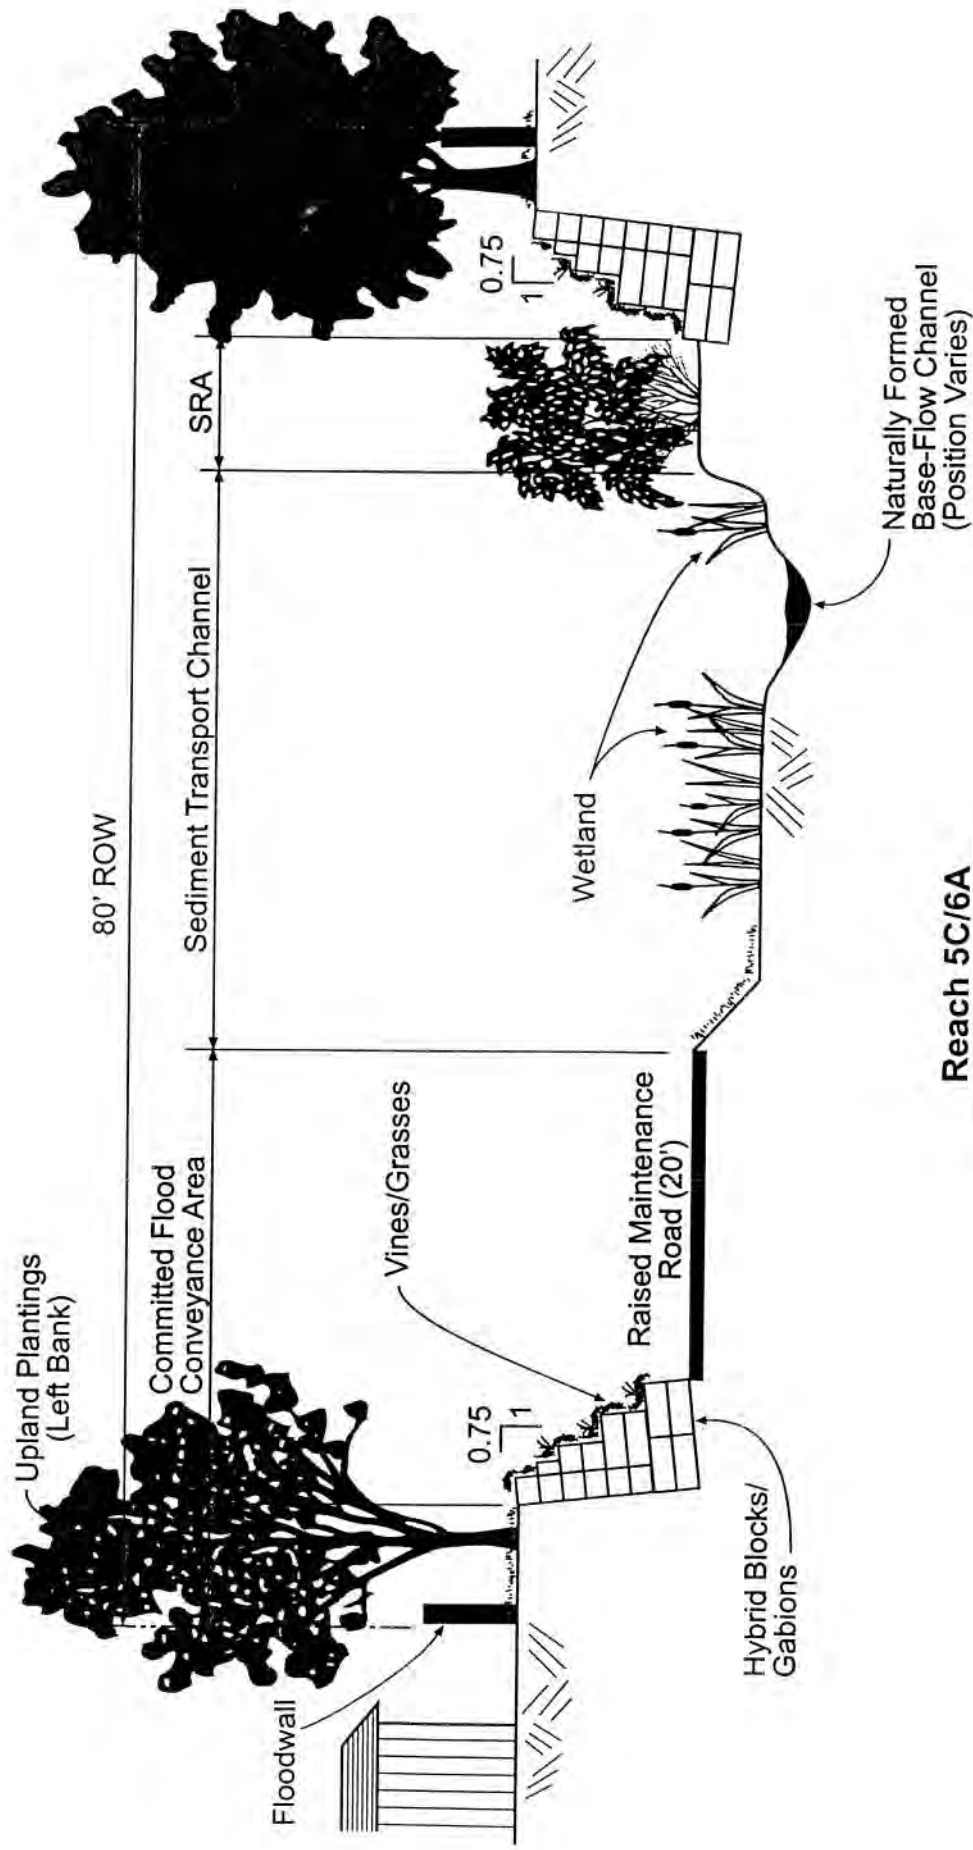 Upland Plantings
(Left Bank)
80' ROW
Committed Flood
Conveyance Area
Sediment Transport Channel
SRA
Floodwall
Vines/Grasses
0.75
1
0.75
1
Raised Maintenance
Road (20')
Wetland
Hybrid Blocks/
Gabions
Naturally Formed
Base-Flow Channel
(Position Varies)
Reach 5C/6A